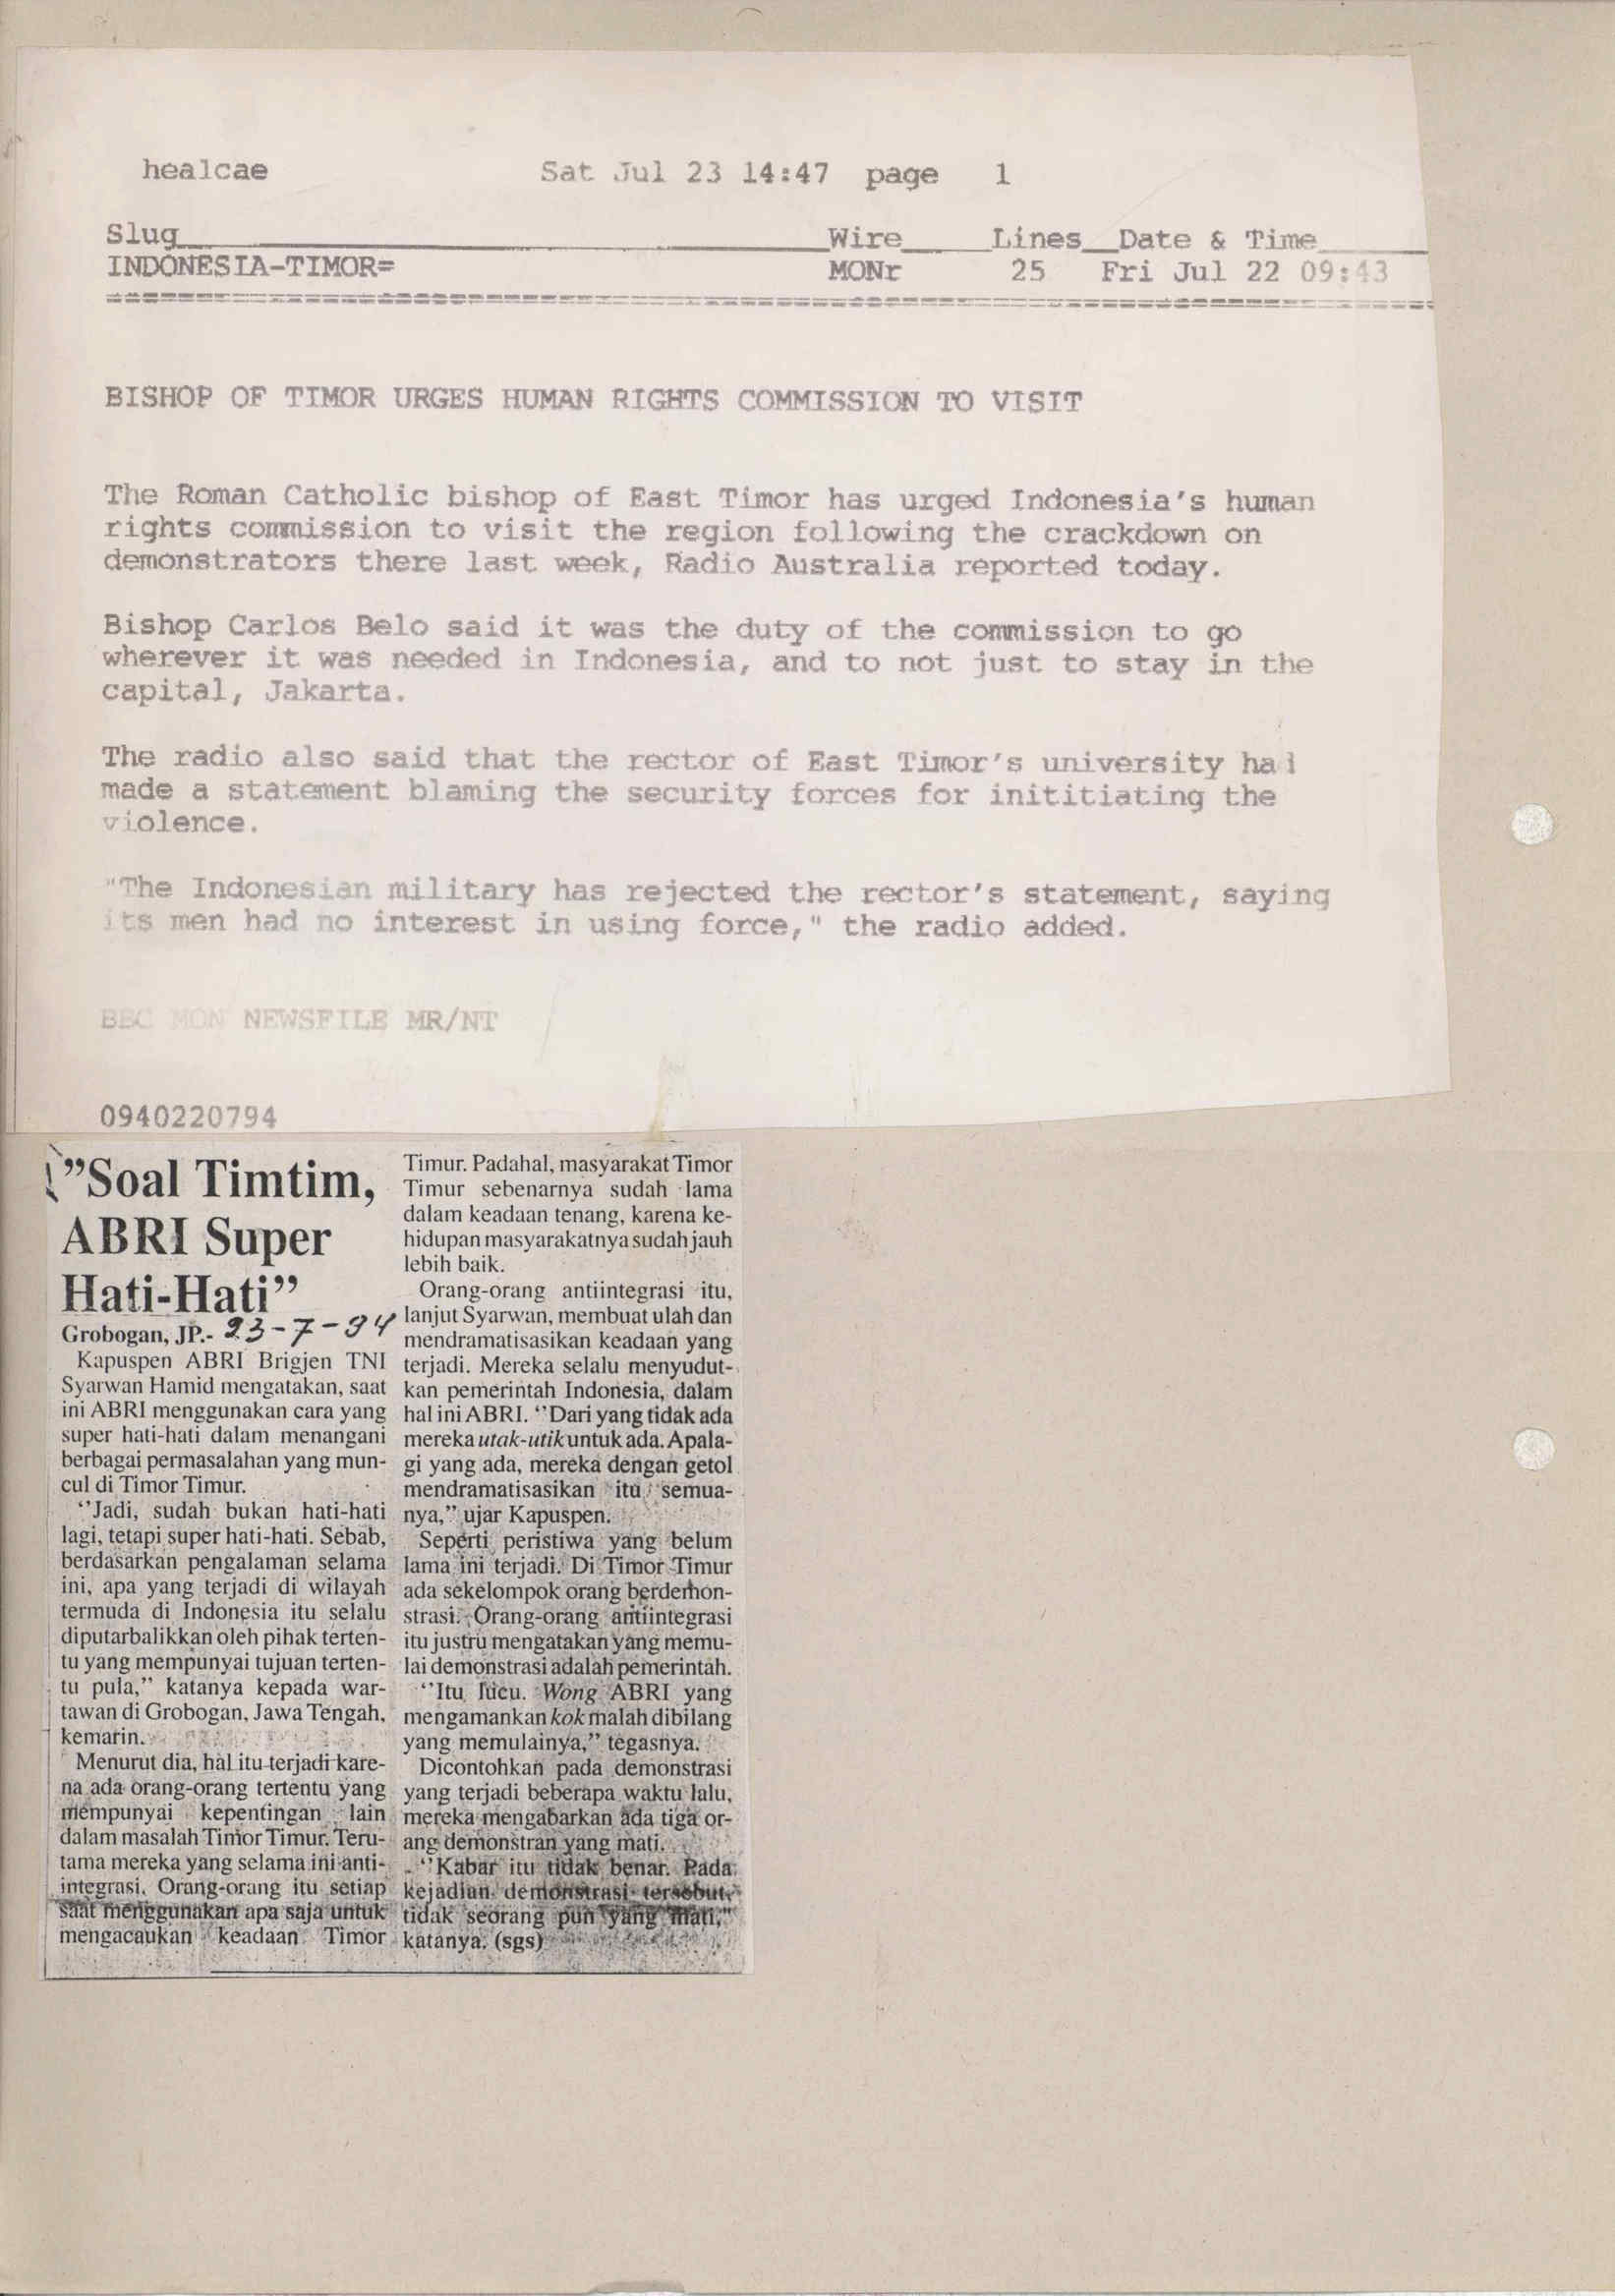 healcae Sat Jul 23 14:47 page 1
Slug Wire Lines Date & Time
INDONESIA-TIMOR= MONr 25 Fri Jul 22 09:43
BISHOP OF TIMOR URGES HUMAN RIGHTS COMMISSION TO VISIT
The Roman Catholic bishop of East Timor has urged Indonesia's human
rights commission to visit the region following the crackdown on
demonstrators there last week, Radio Australia reported today.
Bishop Carlos Belo said it was the duty of the commission to go
wherever it was needed in Indonesia, and to not just to stay in the
capital, Jakarta.
The radio also said that the rector of East Timor's university had
made a statement blaming the security forces for inititiating the
violence.
"The Indonesian military has rejected the rector's statement, saying
its men had no interest in using force," the radio added.
BBC MON NEWSFILE MR/NT
0940220794
"Soal Timtim,
ABRI Super
Hati-Hati"
Grobogan, JP.- 23-7-94
Kapuspen ABRI Brigjen TNI
Syarwan Hamid mengatakan, saat
ini ABRI menggunakan cara yang
super hati-hati dalam menangani
berbagai permasalahan yang mun-
cul di Timor Timur.
"Jadi, sudah bukan hati-hati
lagi, tetapi super hati-hati. Sebab,
berdasarkan pengalaman selama
ini, apa yang terjadi di wilayah
termuda di Indonesia itu selalu
diputarbalikkan oleh pihak terten-
tu yang mempunyai tujuan terten-
tu pula," katanya kepada war-
tawan di Grobogan, Jawa Tengah,
kemarin.
Menurut dia, hal itu terjadi kare-
na ada orang-orang tertentu yang
mempunyai kepentingan lain
dalam masalah Timor Timur. Teru-
tama mereka yang selama ini anti-
integrasi. Orang-orang itu setiap
saat menggunakan apa saja untuk
mengacaukan keadaan Timor
Timur. Padahal, masyarakat Timor
Timur sebenarnya sudah lama
dalam keadaan tenang, karena ke-
hidupan masyarakatnya sudah jauh
lebih baik.
Orang-orang antiintegrasi itu,
lanjut Syarwan, membuat ulah dan
mendramatisasikan keadaan yang
terjadi. Mereka selalu menyudut-
kan pemerintah Indonesia, dalam
hal ini ABRI. "Dari yang tidak ada
mereka utak-utik untuk ada. Apala-
gi yang ada, mereka dengan getol
mendramatisasikan itu semua-
nya," ujar Kapuspen.
Seperti peristiwa yang belum
lama ini terjadi. Di Timor Timur
ada sekelompok orang berdemon-
strasi. Orang-orang antiintegrasi
itu justru mengatakan yang memu-
lai demonstrasi adalah pemerintah.
"Itu lucu. Wong ABRI yang
mengamankan kok malah dibilang
yang memulainya," tegasnya.
Dicontohkan pada demonstrasi
yang terjadi beberapa waktu lalu,
mereka mengabarkan ada tiga or-
ang demonstran yang mati.
"Kabar itu tidak benar. Pada
kejadian demonstrasi tersebut,
tidak seorang pun yang mati,"
katanya. (sgs)